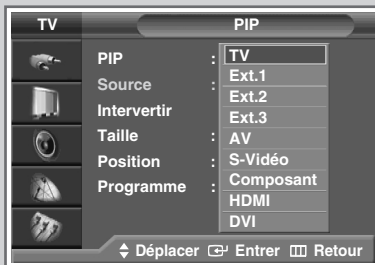 TV PIP
PIP : TV
Source : Ext.1
Ext.2
Intervertir Ext.3
Taille : AV
Position : S-Vidéo
Programme : Composant
HDMI
DVI
Déplacer Entrer Retour